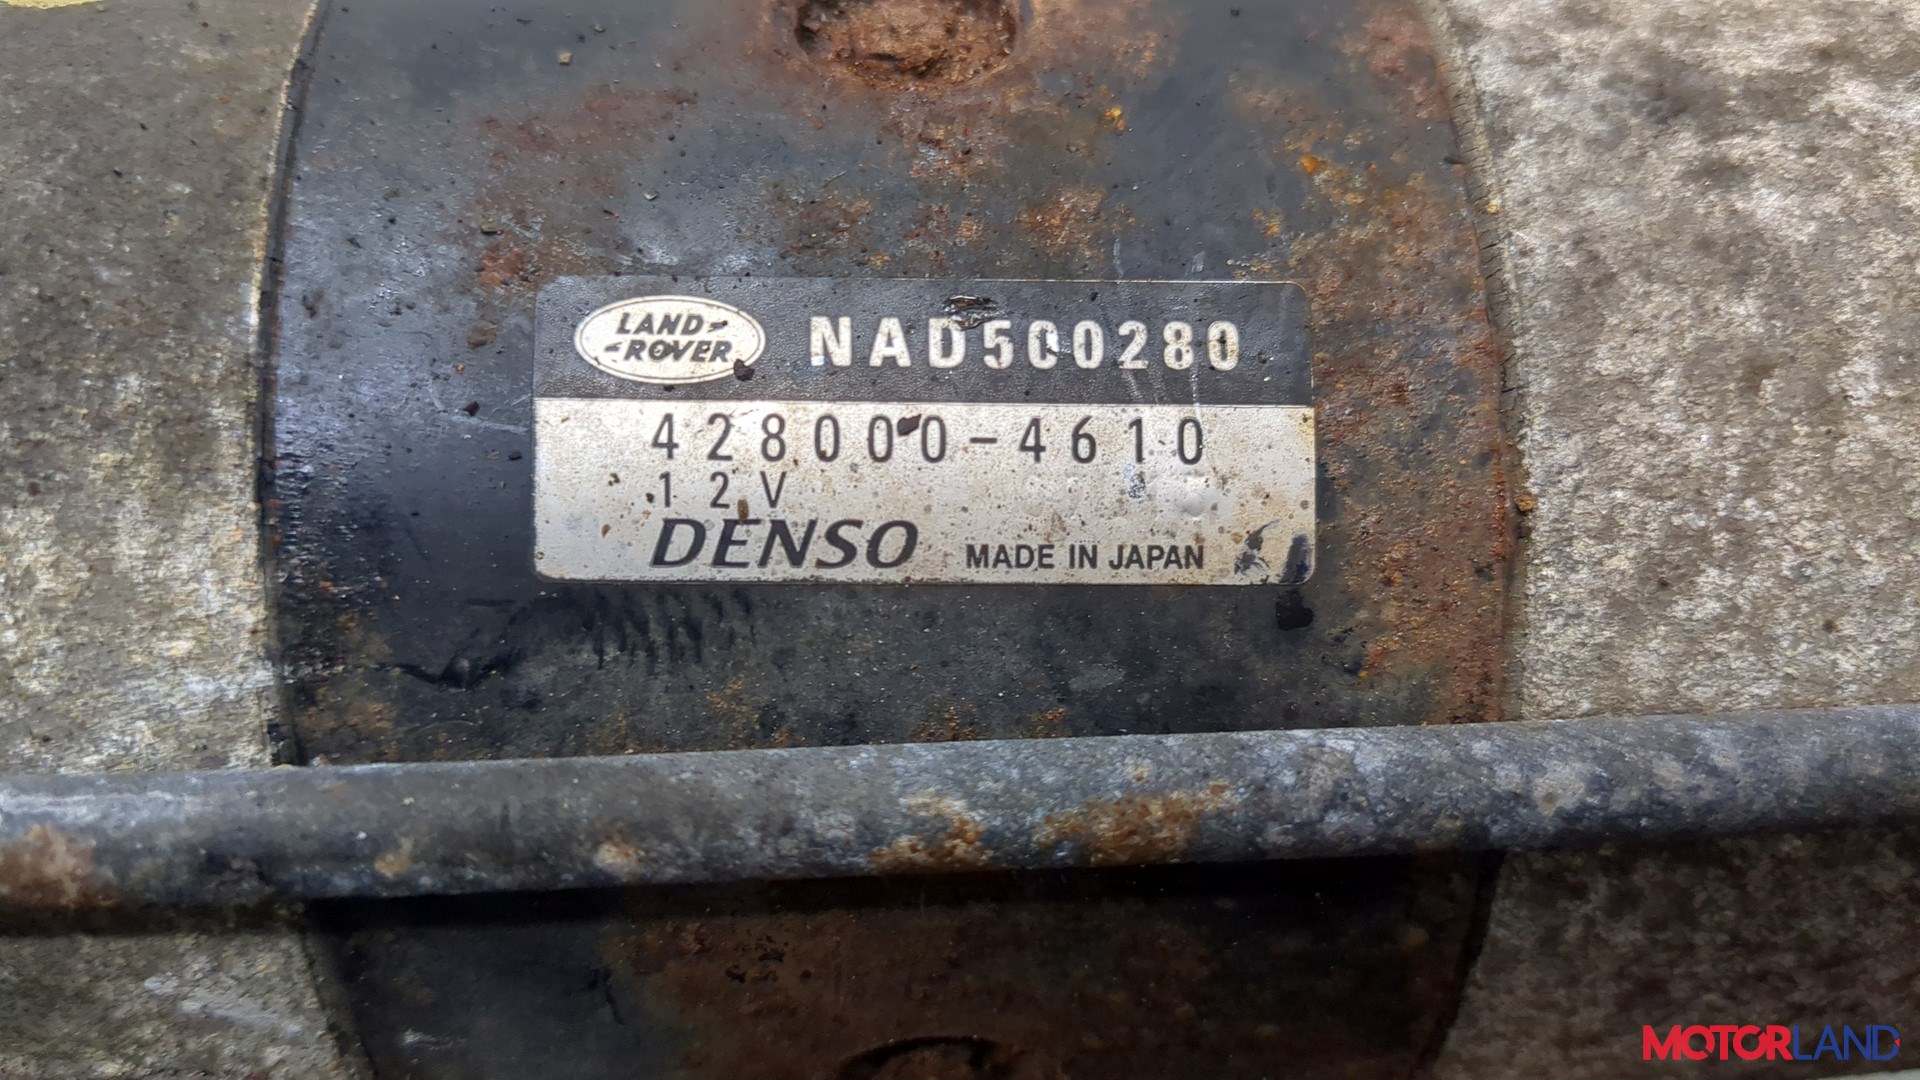 LAND-
-ROVER
NAD500280
428000-4610
12V
DENSO MADE IN JAPAN
MOTORLAND